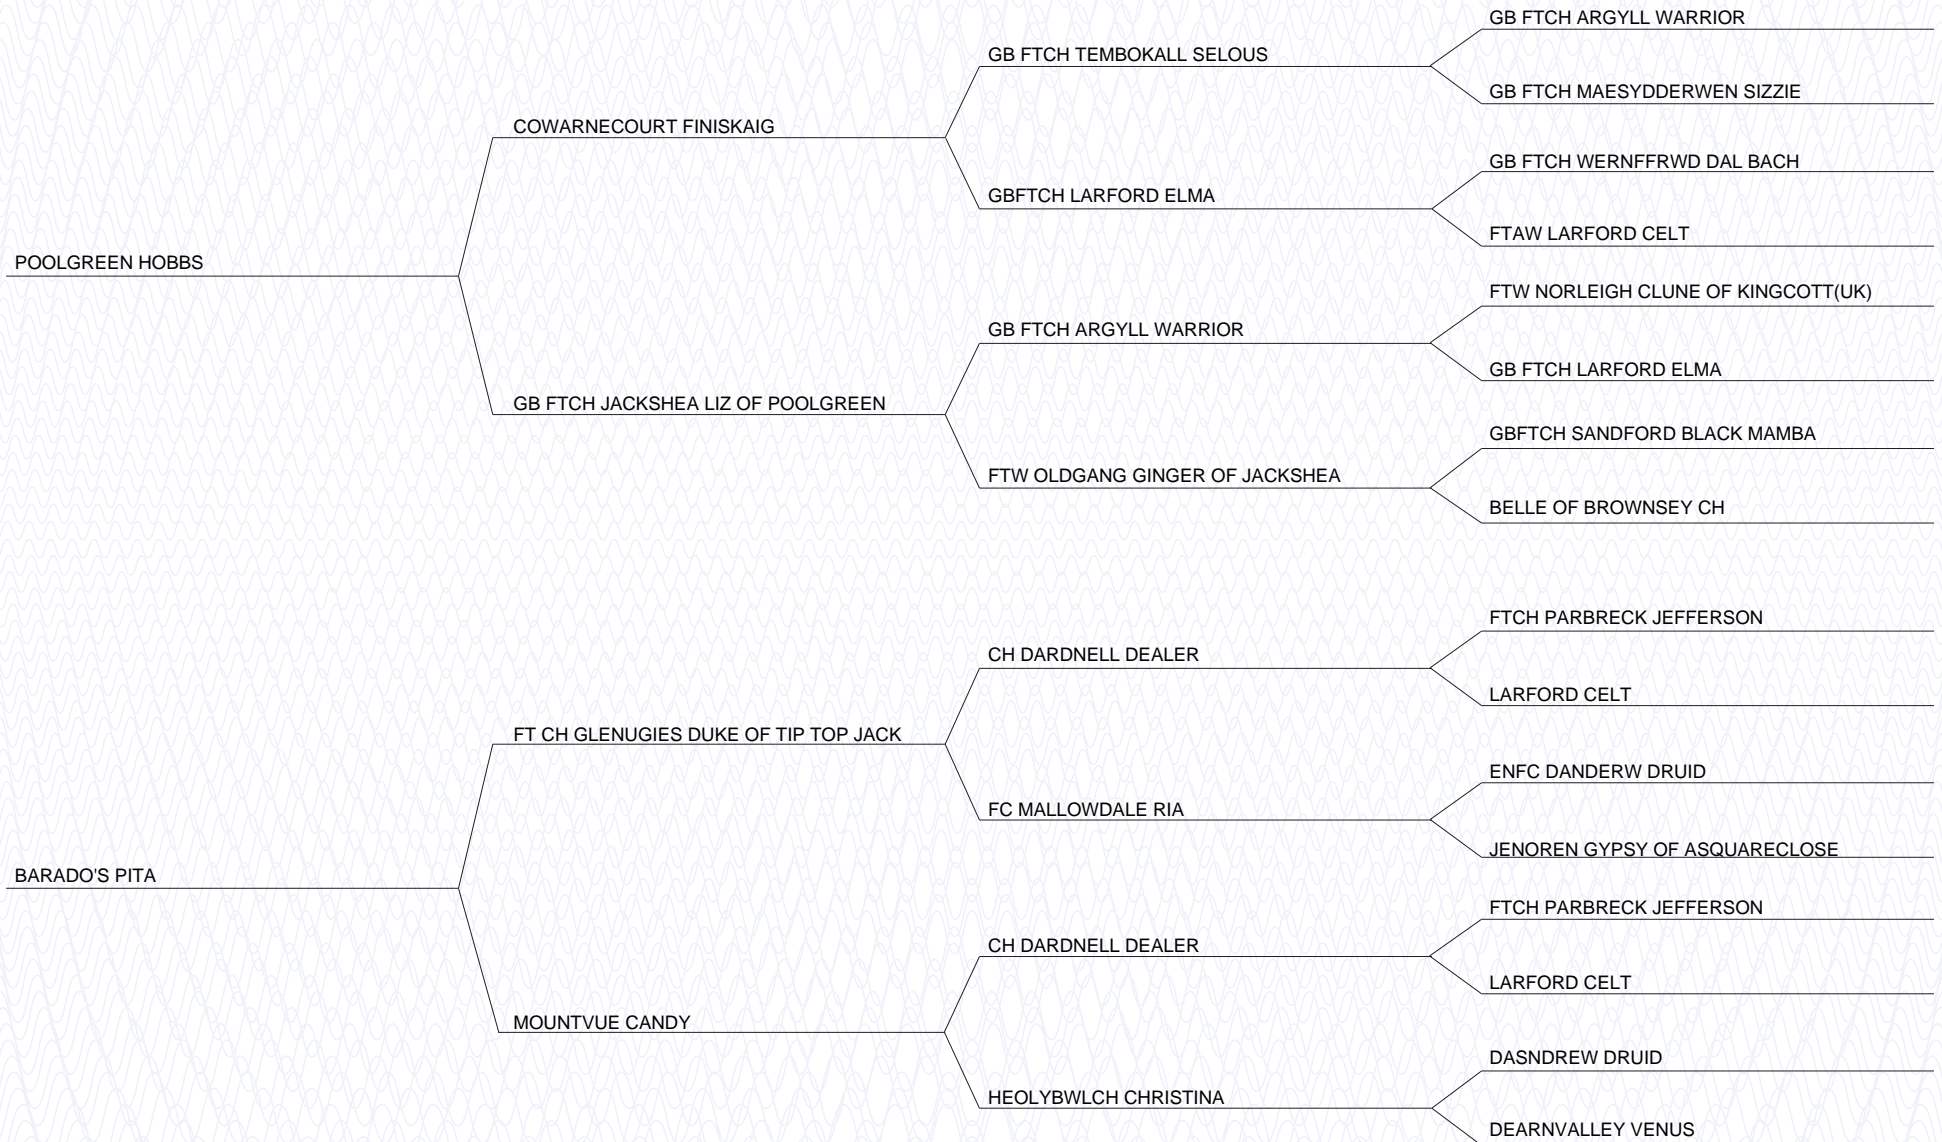 POOLGREEN HOBBS
COWARNECOURT FINISKAIG
GB FTCH TEMBOKALL SELOUS
GB FTCH ARGYLL WARRIOR
GB FTCH MAESYDDERWEN SIZZIE
GBFTCH LARFORD ELMA
GB FTCH WERNFFRWD DAL BACH
FTAW LARFORD CELT
GB FTCH JACKSHEA LIZ OF POOLGREEN
GB FTCH ARGYLL WARRIOR
FTW NORLEIGH CLUNE OF KINGCOTT(UK)
GB FTCH LARFORD ELMA
FTW OLDGANG GINGER OF JACKSHEA
GBFTCH SANDFORD BLACK MAMBA
BELLE OF BROWNSEY CH
BARADO'S PITA
FT CH GLENUGIES DUKE OF TIP TOP JACK
CH DARDNELL DEALER
FTCH PARBRECK JEFFERSON
LARFORD CELT
FC MALLOWDALE RIA
ENFC DANDERW DRUID
JENOREN GYPSY OF ASQUARECLOSE
MOUNTVUE CANDY
CH DARDNELL DEALER
FTCH PARBRECK JEFFERSON
LARFORD CELT
HEOLYBWLCH CHRISTINA
DASNDREW DRUID
DEARNVALLEY VENUS